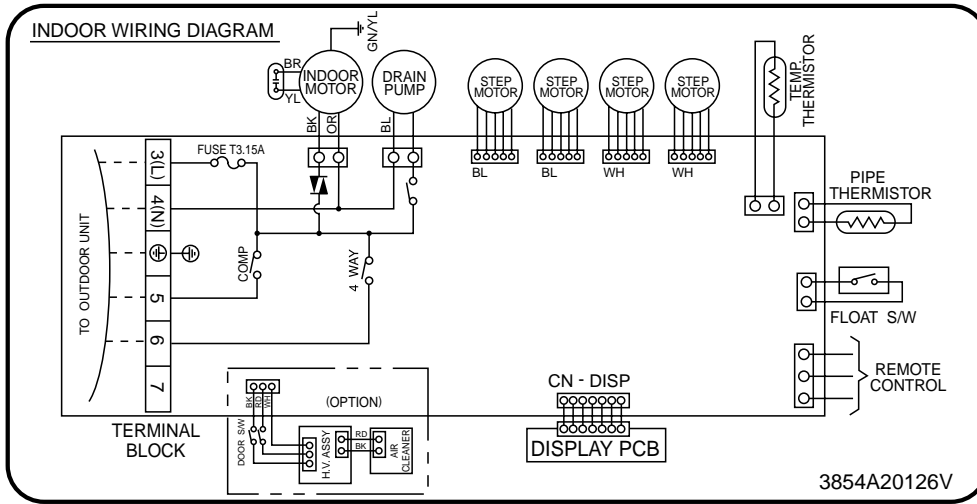 INDOOR WIRING DIAGRAM
GN/YL
BR
YL
INDOOR
MOTOR
DRAIN
PUMP
STEP
MOTOR
STEP
MOTOR
STEP
MOTOR
STEP
MOTOR
TEMP.
THERMISTOR
BK
OR
BL
BL
BL
WH
WH
FUSE T3.15A
3(L)
4(N)
5
6
7
TO OUTDOOR UNIT
COMP
4 WAY
PIPE
THERMISTOR
FLOAT S/W
REMOTE
CONTROL
TERMINAL
BLOCK
(OPTION)
BK
RD
WH
DOOR S/W
H.V. ASSY
RD
BK
AIR
CLEANER
CN - DISP
DISPLAY PCB
3854A20126V